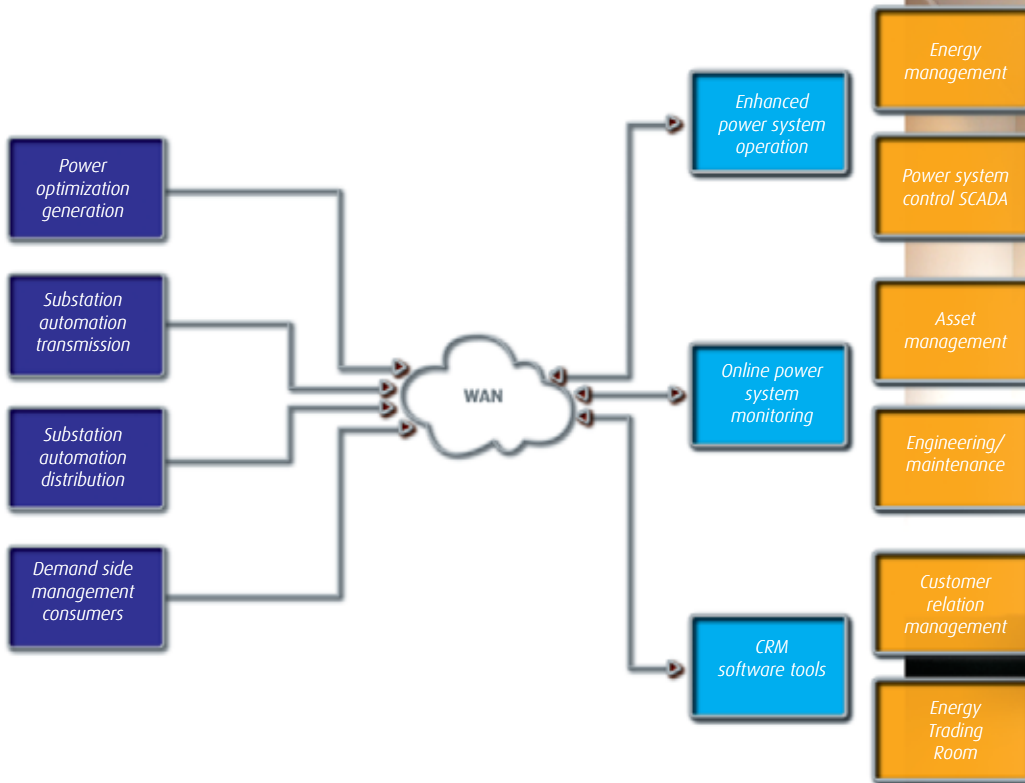 Power
optimization
generation
Substation
automation
transmission
Substation
automation
distribution
Demand side
management
consumers
WAN
Enhanced
power system
operation
Online power
system
monitoring
CRM
software tools
Energy
management
Power system
control SCADA
Asset
management
Engineering/
maintenance
Customer
relation
management
Energy
Trading
Room